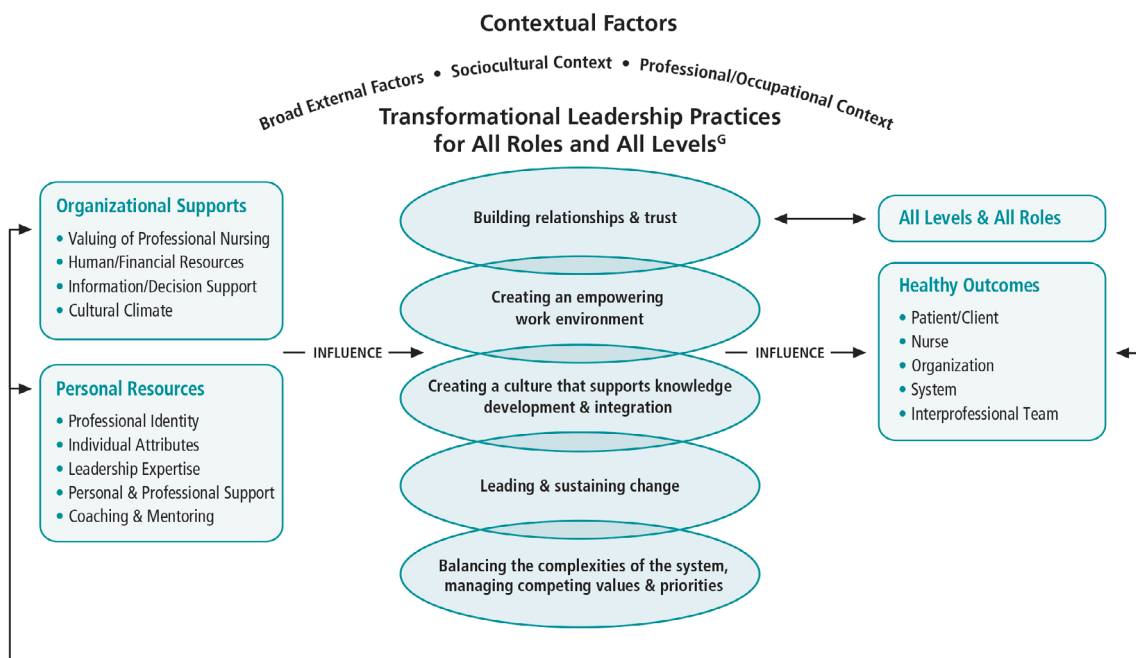 Contextual Factors
Broad External Factors • Sociocultural Context • Professional/Occupational Context
Transformational Leadership Practices
for All Roles and All Levelsᴳ
Organizational Supports
• Valuing of Professional Nursing
• Human/Financial Resources
• Information/Decision Support
• Cultural Climate
Personal Resources
• Professional Identity
• Individual Attributes
• Leadership Expertise
• Personal & Professional Support
• Coaching & Mentoring
INFLUENCE
Building relationships & trust
Creating an empowering
work environment
Creating a culture that supports knowledge
development & integration
Leading & sustaining change
Balancing the complexities of the system,
managing competing values & priorities
INFLUENCE
All Levels & All Roles
Healthy Outcomes
• Patient/Client
• Nurse
• Organization
• System
• Interprofessional Team